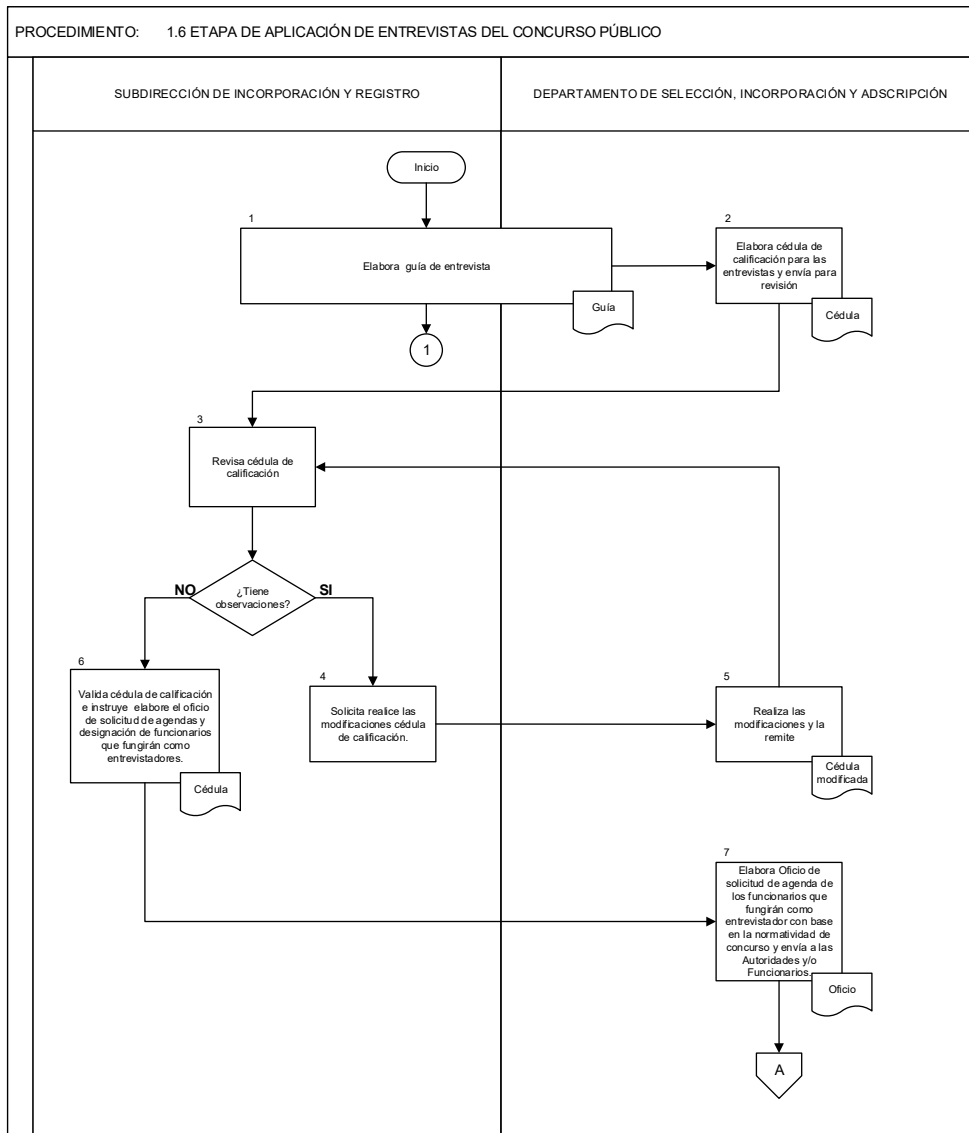 PROCEDIMIENTO: 1.6 ETAPA DE APLICACIÓN DE ENTREVISTAS DEL CONCURSO PÚBLICO
SUBDIRECCIÓN DE INCORPORACIÓN Y REGISTRO
DEPARTAMENTO DE SELECCIÓN, INCORPORACIÓN Y ADSCRIPCIÓN
Inicio
1
Elabora guía de entrevista
Guía
1
2
Elabora cédula de
calificación para las
entrevistas y envía para
revisión
Cédula
3
Revisa cédula de
calificación
¿Tiene
observaciones?
NO
SI
6
Valida cédula de calificación
e instruye elabore el oficio
de solicitud de agendas y
designación de funcionarios
que fungirán como
entrevistadores.
Cédula
4
Solicita realice las
modificaciones cédula
de calificación.
5
Realiza las
modificaciones y la
remite
Cédula
modificada
7
Elabora Oficio de
solicitud de agenda de
los funcionarios que
fungirán como
entrevistador con base
en la normatividad de
concurso y envía a las
Autoridades y/o
Funcionarios.
Oficio
A